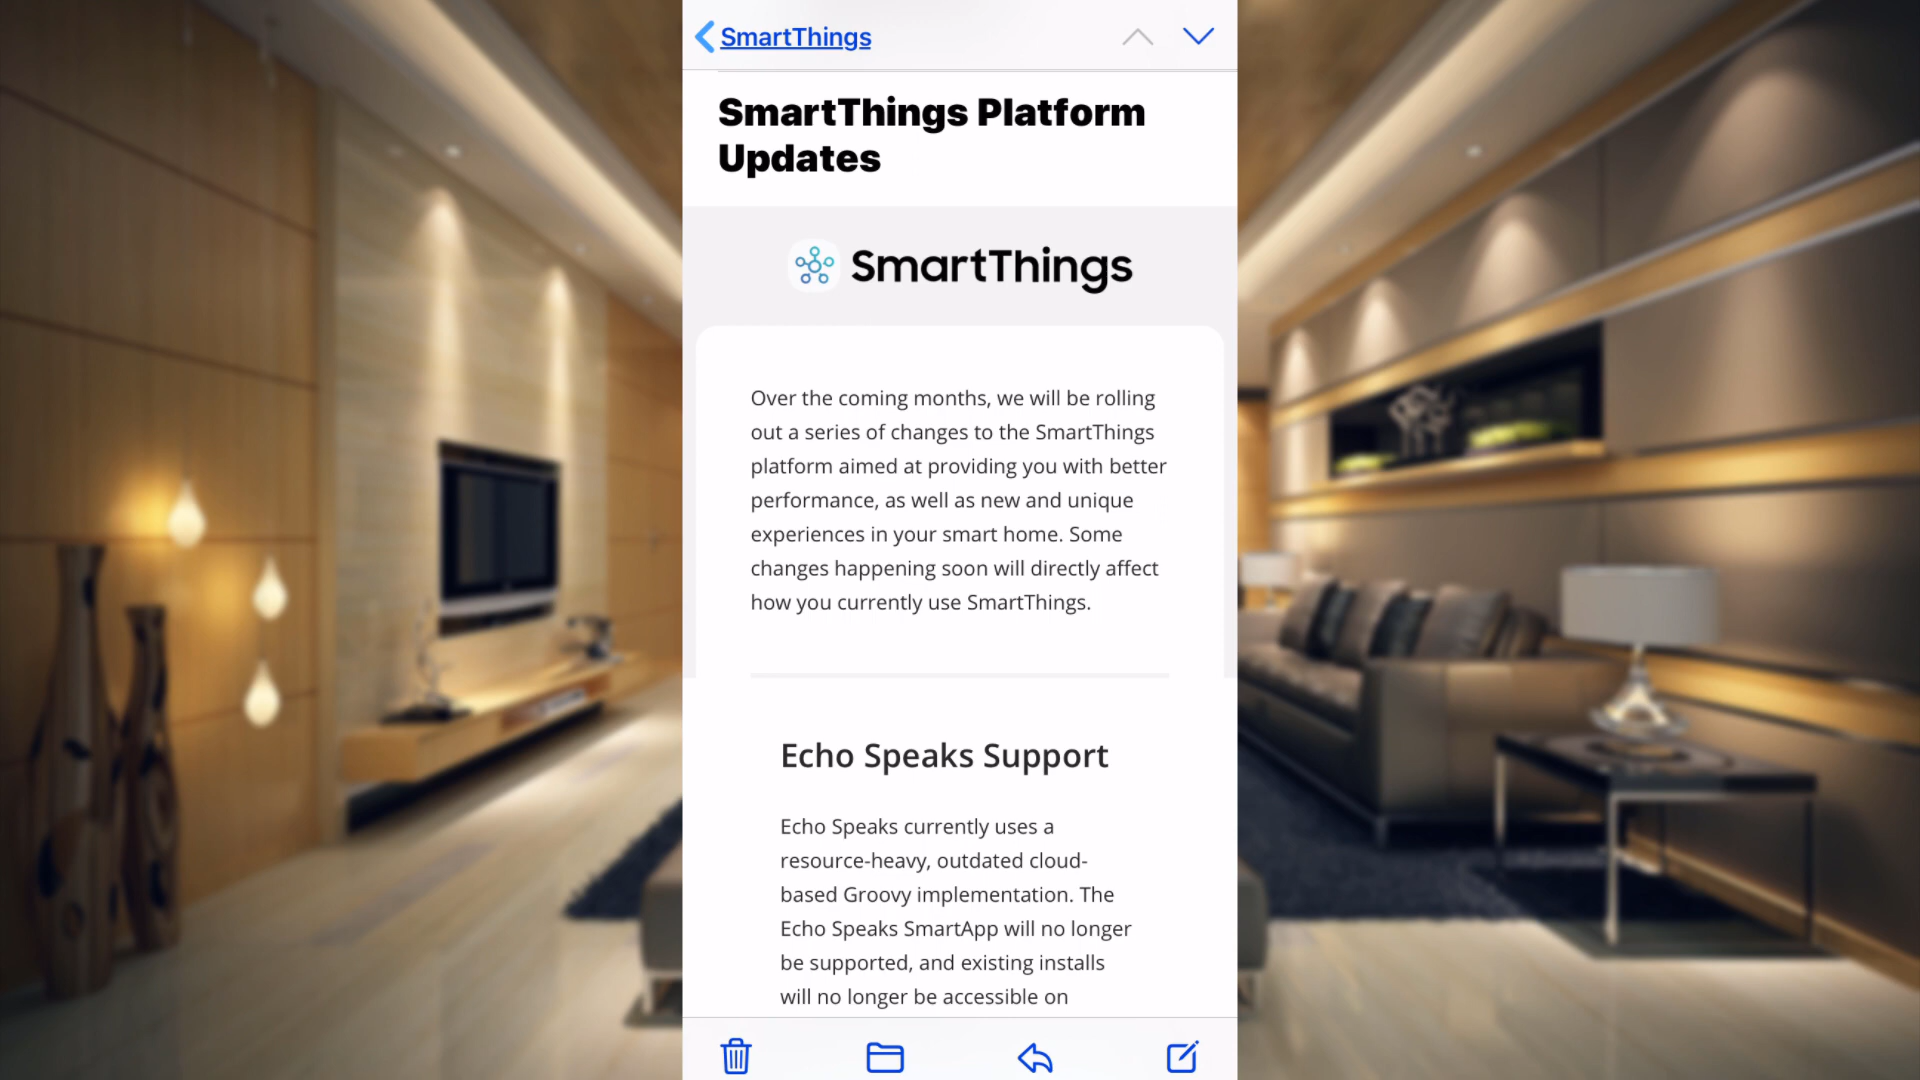 SmartThings
SmartThings Platform
Updates
SmartThings
Over the coming months, we will be rolling
out a series of changes to the SmartThings
platform aimed at providing you with better
performance, as well as new and unique
experiences in your smart home. Some
changes happening soon will directly affect
how you currently use SmartThings.
Echo Speaks Support
Echo Speaks currently uses a
resource-heavy, outdated cloud-
based Groovy implementation. The
Echo Speaks SmartApp will no longer
be supported, and existing installs
will no longer be accessible on